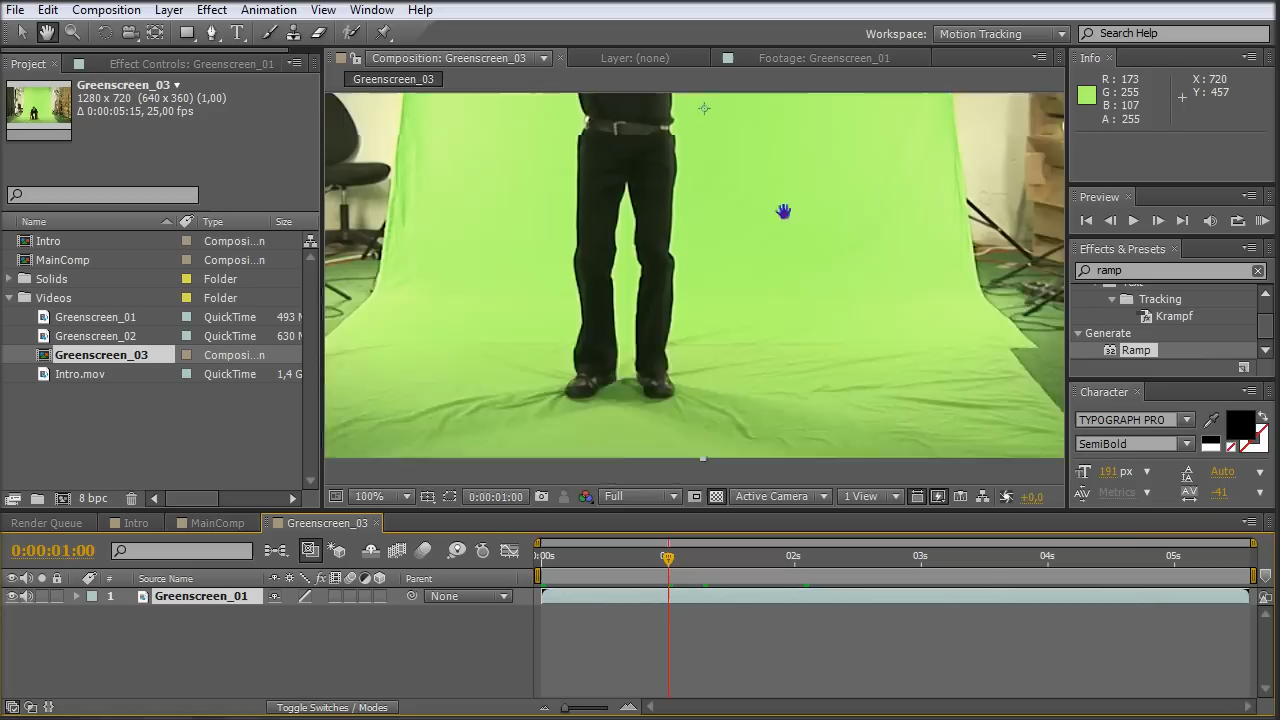 File Edit Composition Layer Effect Animation View Window Help
Workspace: Motion Tracking Search Help
Project Effect Controls: Greenscreen_01
Composition: Greenscreen_03 Layer: (none) Footage: Greenscreen_01
Info
Greenscreen_03
1280 x 720 (640 x 360) (1,00)
Δ 0:00:05:15, 25,00 fps
Greenscreen_03
R : 173
G : 255
B : 107
A : 255
X : 720
Y : 457
Preview
Effects & Presets
ramp
Tracking
Krampf
Generate
Ramp
Name Type Size
Intro Composi...n
MainComp Composi...n
Solids Folder
Videos Folder
Greenscreen_01 QuickTime 493
Greenscreen_02 QuickTime 630
Greenscreen_03 Composi...n
Intro.mov QuickTime 1,4 G
Character
TYPOGRAPH PRO
SemiBold
191 px Auto
Metrics -41
8 bpc
100% 0:00:01:00 Full Active Camera 1 View +0,0
Render Queue Intro MainComp Greenscreen_03
0:00:01:00
# Source Name Parent
1 Greenscreen_01 None
02s 03s 04s 05s
Toggle Switches / Modes